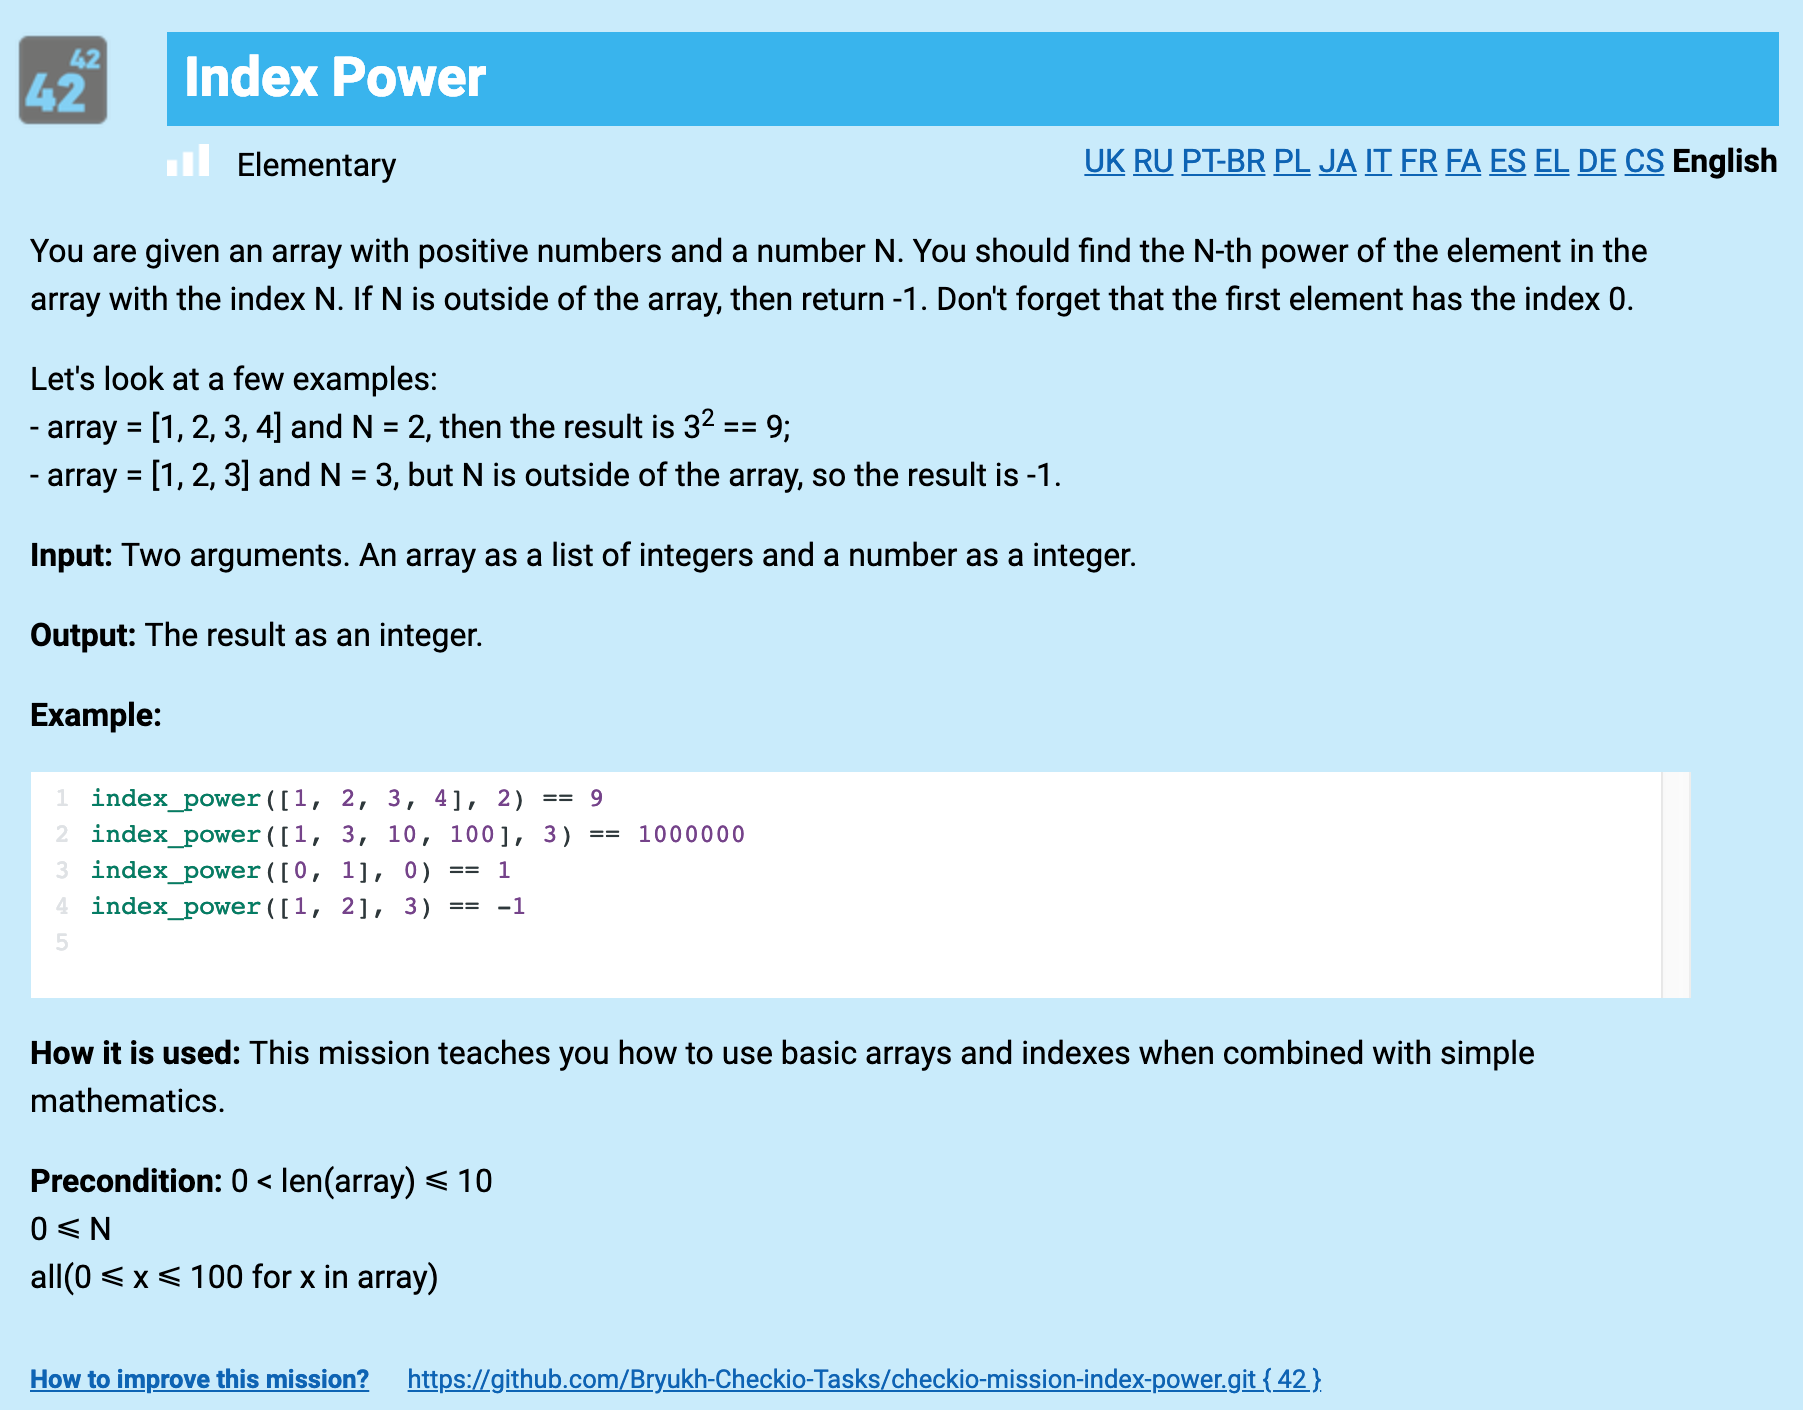 42
42
Index Power
Elementary
UK RU PT-BR PL JA IT FR FA ES EL DE CS English
You are given an array with positive numbers and a number N. You should find the N-th power of the element in the
array with the index N. If N is outside of the array, then return -1. Don't forget that the first element has the index 0.
Let's look at a few examples:
- array = [1, 2, 3, 4] and N = 2, then the result is 3² == 9;
- array = [1, 2, 3] and N = 3, but N is outside of the array, so the result is -1.
Input: Two arguments. An array as a list of integers and a number as a integer.
Output: The result as an integer.
Example:
1 index_power([1, 2, 3, 4], 2) == 9
2 index_power([1, 3, 10, 100], 3) == 1000000
3 index_power([0, 1], 0) == 1
4 index_power([1, 2], 3) == -1
5
How it is used: This mission teaches you how to use basic arrays and indexes when combined with simple
mathematics.
Precondition: 0 < len(array) ⩽ 10
0 ⩽ N
all(0 ⩽ x ⩽ 100 for x in array)
How to improve this mission? https://github.com/Bryukh-Checkio-Tasks/checkio-mission-index-power.git { 42 }